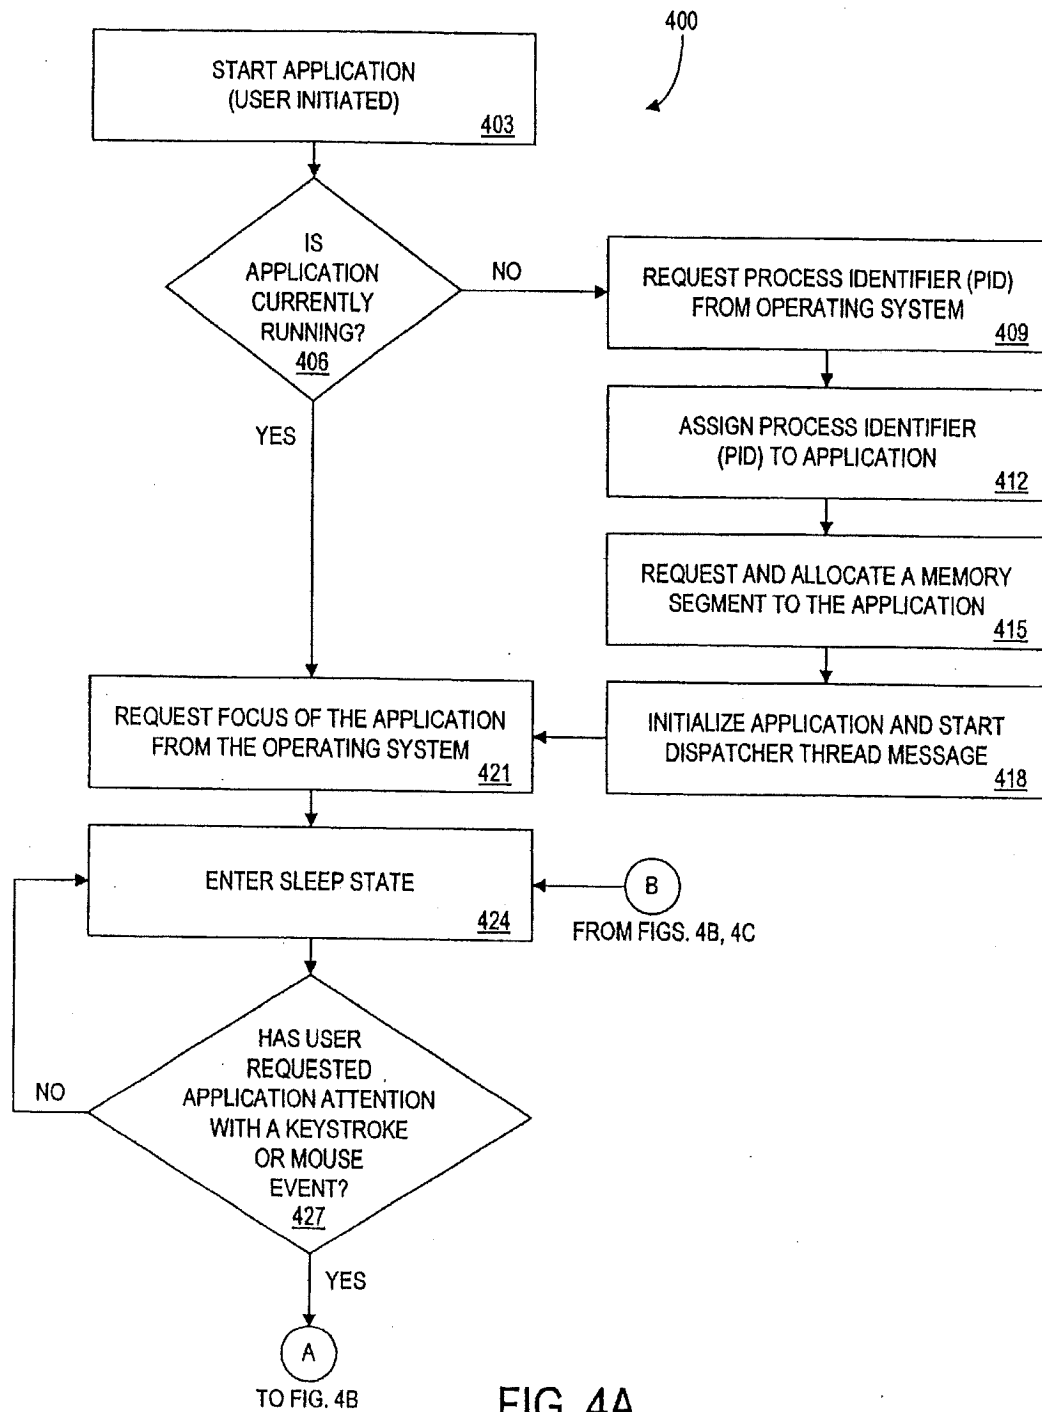 400
START APPLICATION
(USER INITIATED)
403
IS
APPLICATION
CURRENTLY
RUNNING?
406
NO
YES
REQUEST PROCESS IDENTIFIER (PID)
FROM OPERATING SYSTEM
409
ASSIGN PROCESS IDENTIFIER
(PID) TO APPLICATION
412
REQUEST AND ALLOCATE A MEMORY
SEGMENT TO THE APPLICATION
415
INITIALIZE APPLICATION AND START
DISPATCHER THREAD MESSAGE
418
REQUEST FOCUS OF THE APPLICATION
FROM THE OPERATING SYSTEM
421
ENTER SLEEP STATE
424
B
FROM FIGS. 4B, 4C
HAS USER
REQUESTED
APPLICATION ATTENTION
WITH A KEYSTROKE
OR MOUSE
EVENT?
427
NO
YES
A
TO FIG. 4B
FIG. 4A